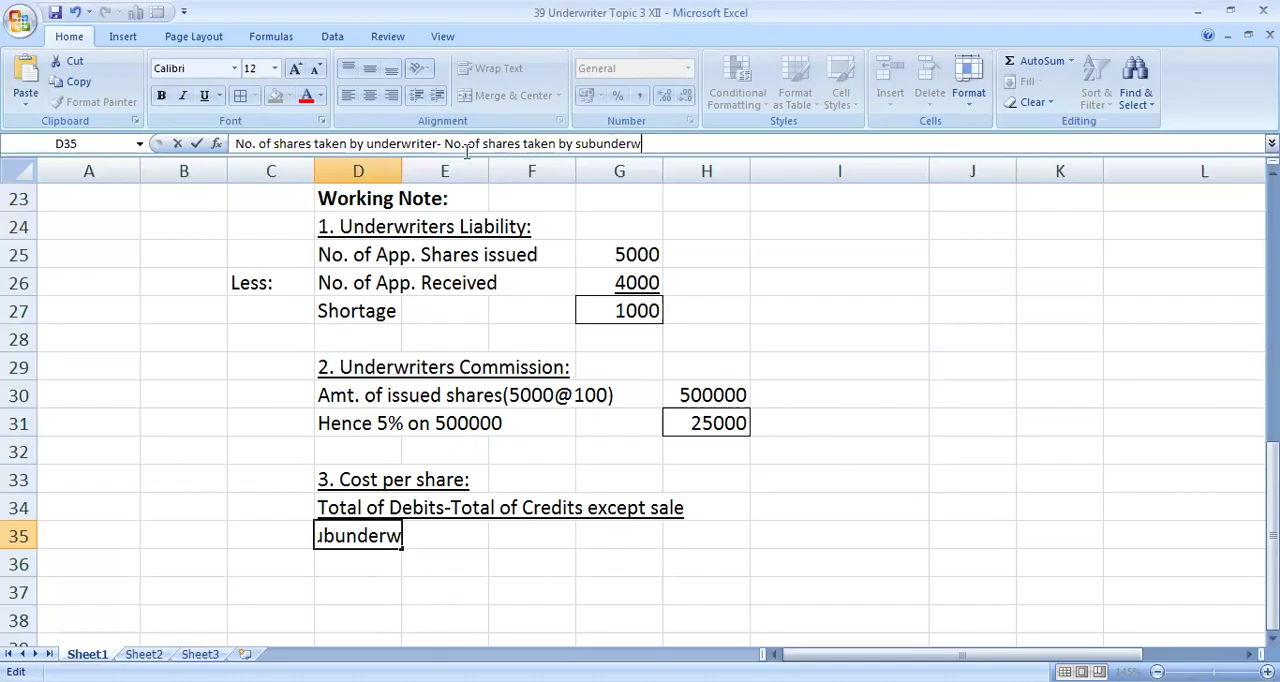 39 Underwriter Topic 3 XII - Microsoft Excel
Home Insert Page Layout Formulas Data Review View
Paste Cut Copy Format Painter Clipboard
Calibri 12 A A B I U A Font
Wrap Text Merge & Center Alignment
General % , Number
Conditional Formatting Format as Table Cell Styles Styles
Insert Delete Format Cells
Σ AutoSum Fill Clear Sort & Filter Find & Select Editing
D35 fx No. of shares taken by underwriter- No. of shares taken by subunderw
A B C D E F G H I J K L
23 Working Note:
24 1. Underwriters Liability:
25 No. of App. Shares issued 5000
26 Less: No. of App. Received 4000
27 Shortage 1000
28
29 2. Underwriters Commission:
30 Amt. of issued shares(5000@100) 500000
31 Hence 5% on 500000 25000
32
33 3. Cost per share:
34 Total of Debits-Total of Credits except sale
35 ubunderw
36
37
38
Sheet1 Sheet2 Sheet3
Edit 145%